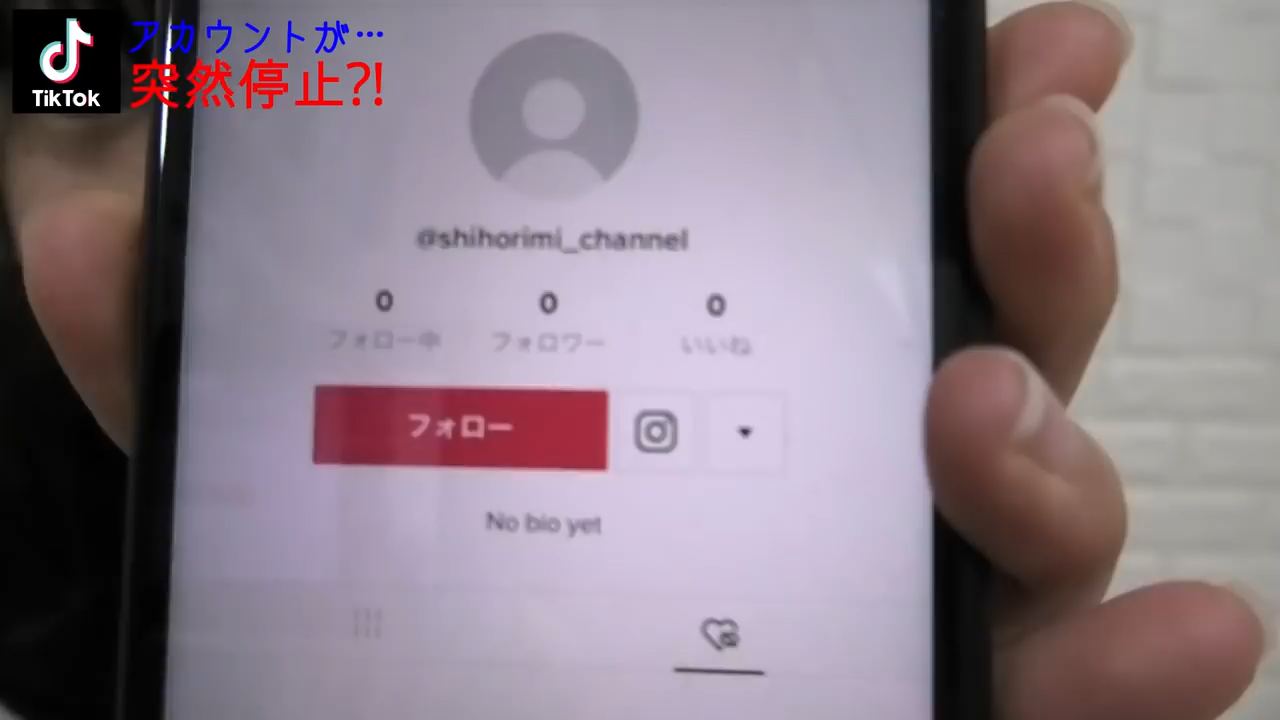 アカウントが…
突然停止?!
TikTok
@shihorimi_channel
0 0 0
フォロー中 フォロワー いいね
フォロー
No bio yet